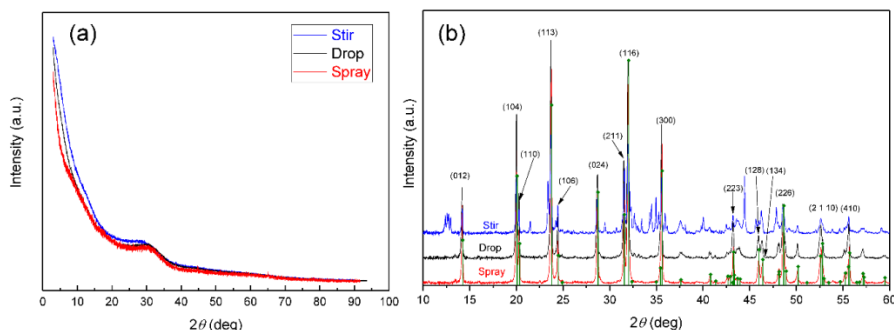 (a)
Stir
Drop
Spray
Intensity (a.u.)
0 10 20 30 40 50 60 70 80 90 100
2θ (deg)
(b)
(113)
(116)
(104)
(110)
(012)
(106)
(024)
(211)
(300)
(223)
(128)
(134)
(226)
(2 1 10)
(410)
Stir
Drop
Spray
Intensity (a.u.)
10 15 20 25 30 35 40 45 50 55 60
2θ (deg)